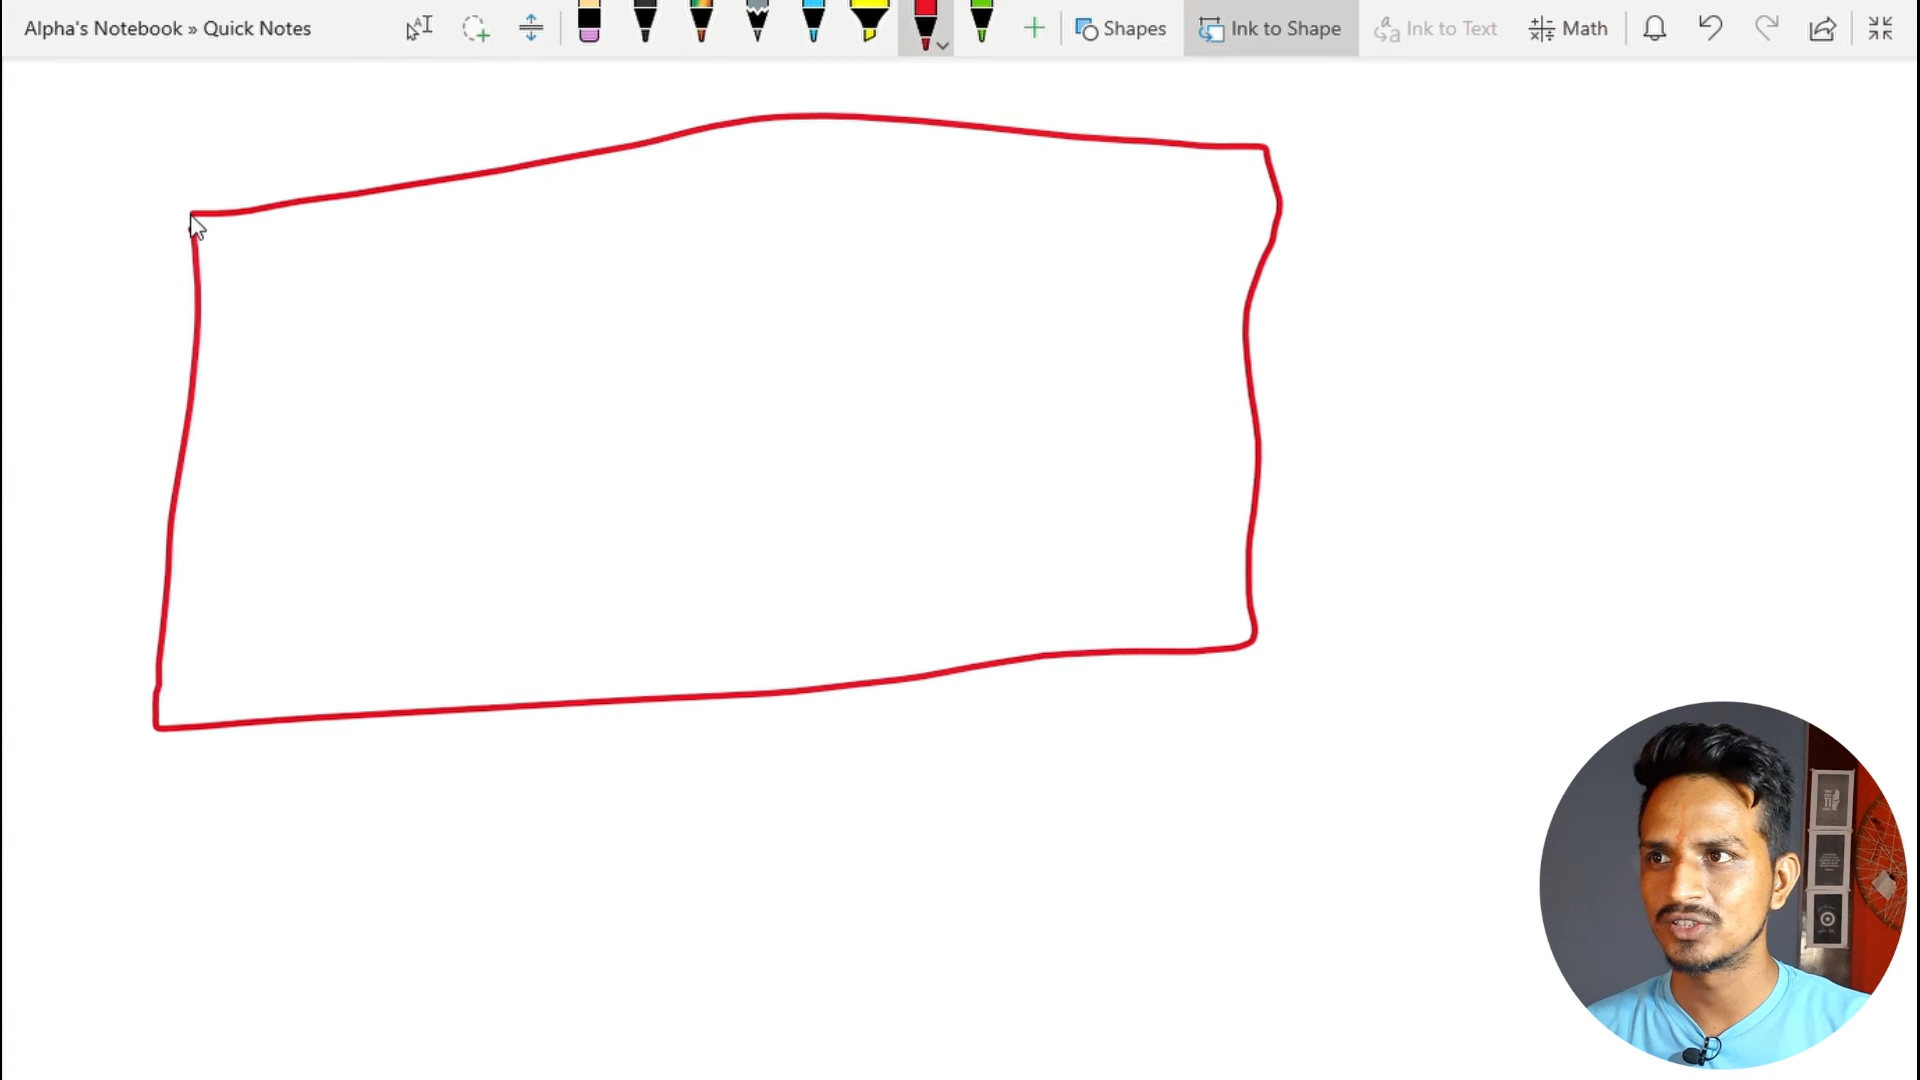 Alpha's Notebook » Quick Notes
Shapes
Ink to Shape
Ink to Text
Math